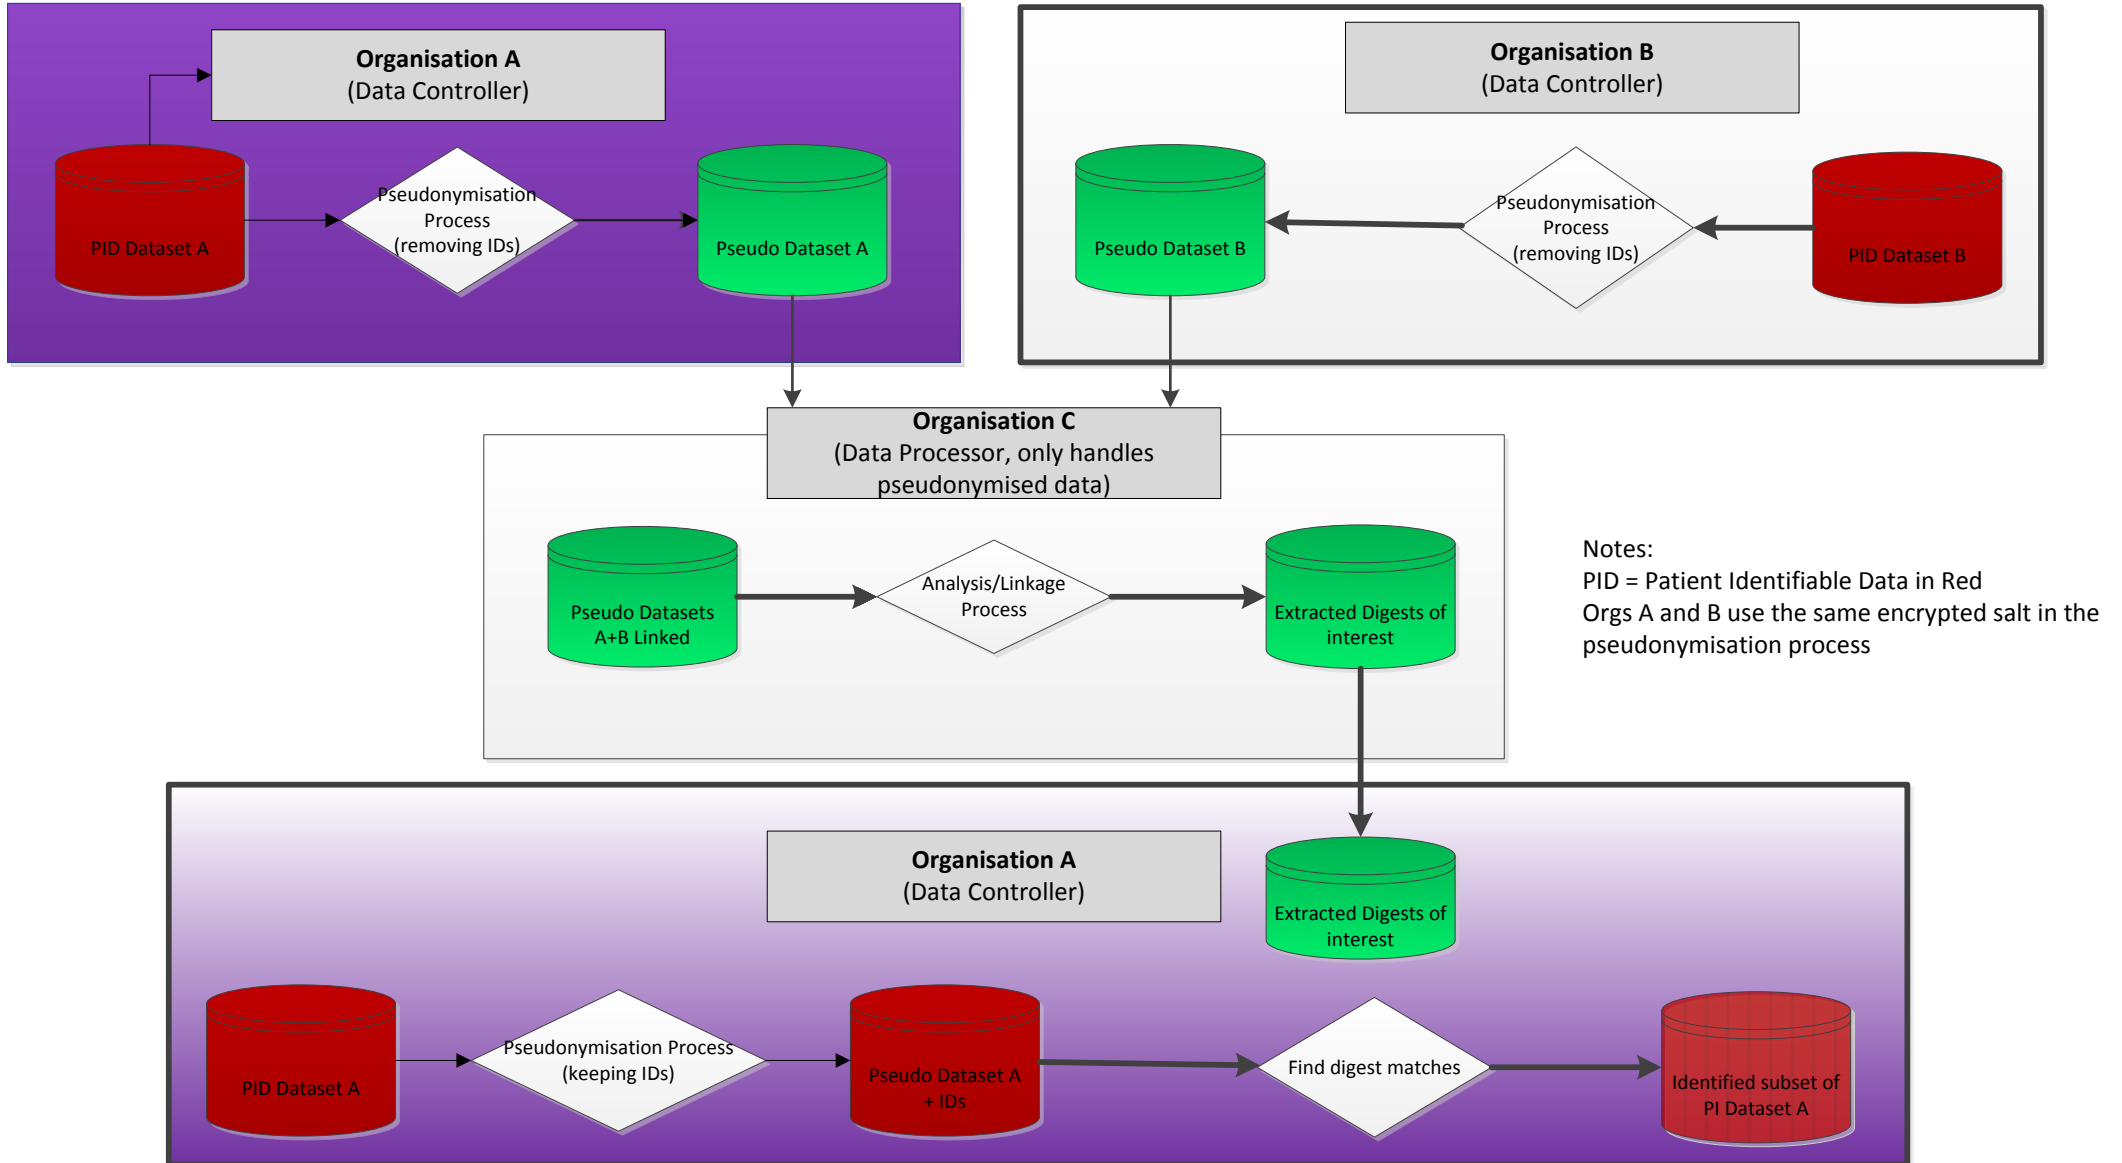 Organisation A
(Data Controller)
PID Dataset A
Pseudonymisation
Process
(removing IDs)
Pseudo Dataset A
Organisation B
(Data Controller)
Pseudo Dataset B
Pseudonymisation
Process
(removing IDs)
PID Dataset B
Organisation C
(Data Processor, only handles
pseudonymised data)
Pseudo Datasets
A+B Linked
Analysis/Linkage
Process
Extracted Digests of
interest
Notes:
PID = Patient Identifiable Data in Red
Orgs A and B use the same encrypted salt in the
pseudonymisation process
Organisation A
(Data Controller)
Extracted Digests of
interest
PID Dataset A
Pseudonymisation Process
(keeping IDs)
Pseudo Dataset A
+ IDs
Find digest matches
Identified subset of
PI Dataset A